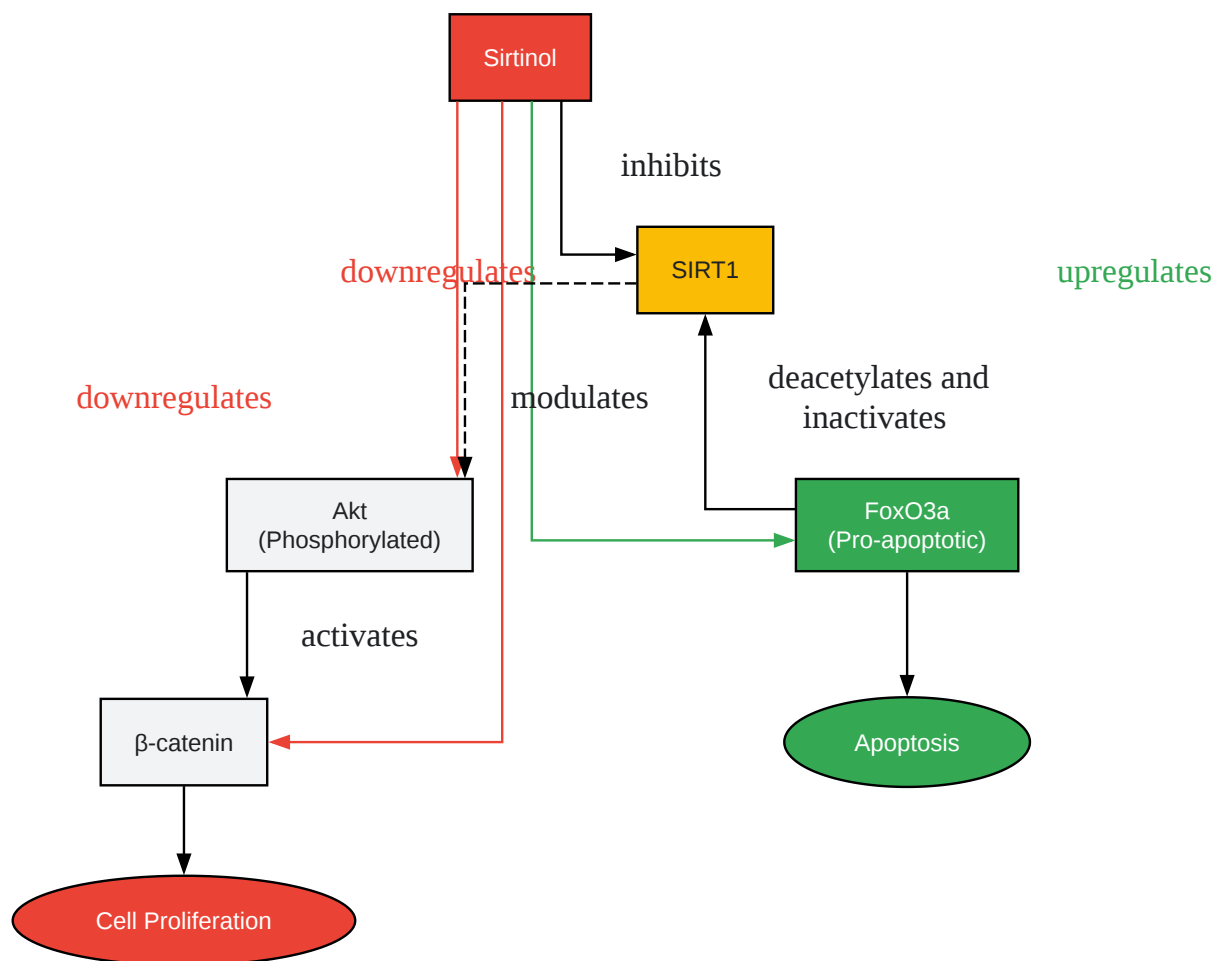 Sirtinol
inhibits
downregulates
SIRT1
upregulates
downregulates
modulates
deacetylates and
inactivates
Akt
(Phosphorylated)
FoxO3a
(Pro-apoptotic)
activates
β-catenin
Apoptosis
Cell Proliferation